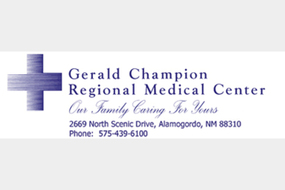 Gerald Champion
Regional Medical Center
Our Family Caring For Yours
2669 North Scenic Drive, Alamogordo, NM 88310
Phone: 575-439-6100